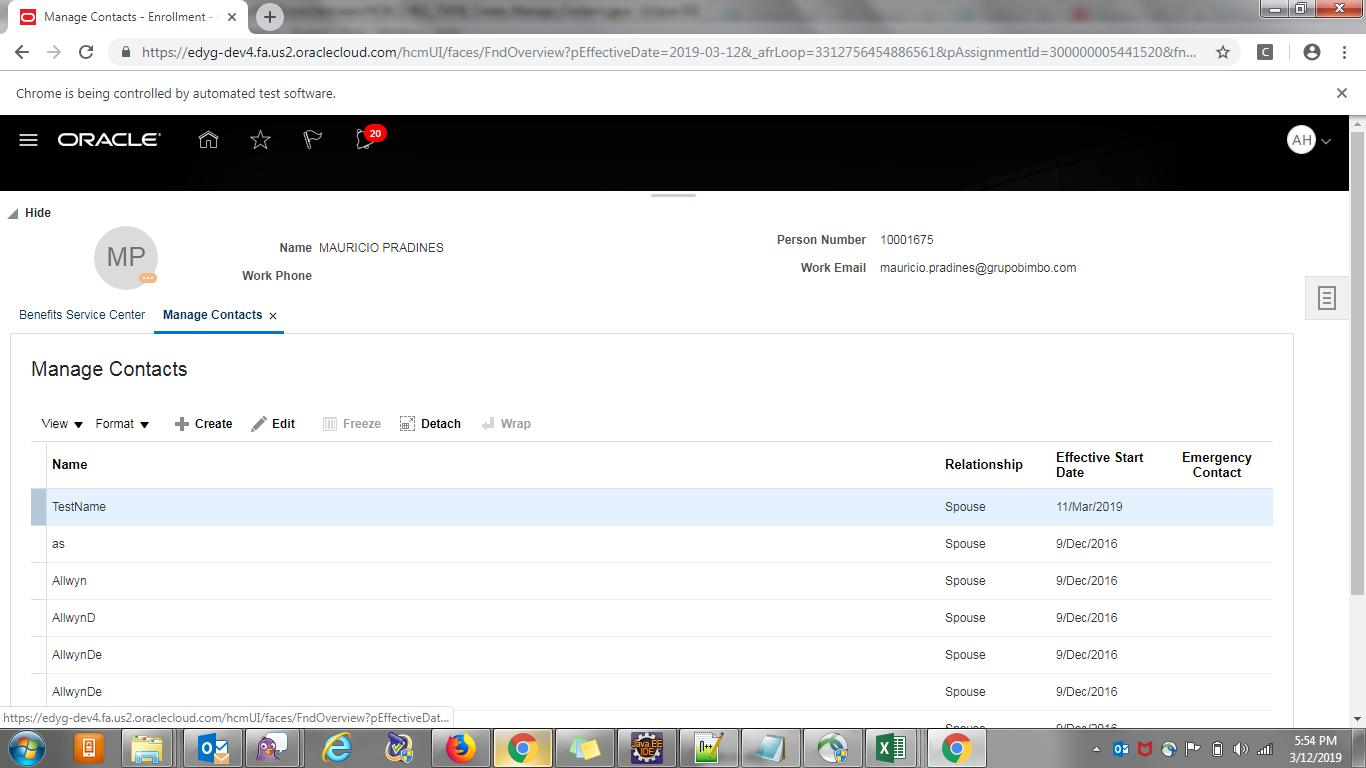 Manage Contacts - Enrollment -
https://edyg-dev4.fa.us2.oraclecloud.com/hcmUI/faces/FndOverview?pEffectiveDate=2019-03-12&_afrLoop=3312756454886561&pAssignmentId=300000005441520&fn...
C
Chrome is being controlled by automated test software.
ORACLE
20
AH
Hide
MP
Name MAURICIO PRADINES
Person Number 10001675
Work Phone
Work Email mauricio.pradines@grupobimbo.com
Benefits Service Center Manage Contacts
Manage Contacts
View Format Create Edit Freeze Detach Wrap
Name Relationship Effective Start Date Emergency Contact
TestName Spouse 11/Mar/2019
as Spouse 9/Dec/2016
Allwyn Spouse 9/Dec/2016
AllwynD Spouse 9/Dec/2016
AllwynDe Spouse 9/Dec/2016
AllwynDe Spouse 9/Dec/2016
Spouse 9/Dec/2016
https://edyg-dev4.fa.us2.oraclecloud.com/hcmUI/faces/FndOverview?pEffectiveDat...
Java EE
IDE
5:54 PM
3/12/2019